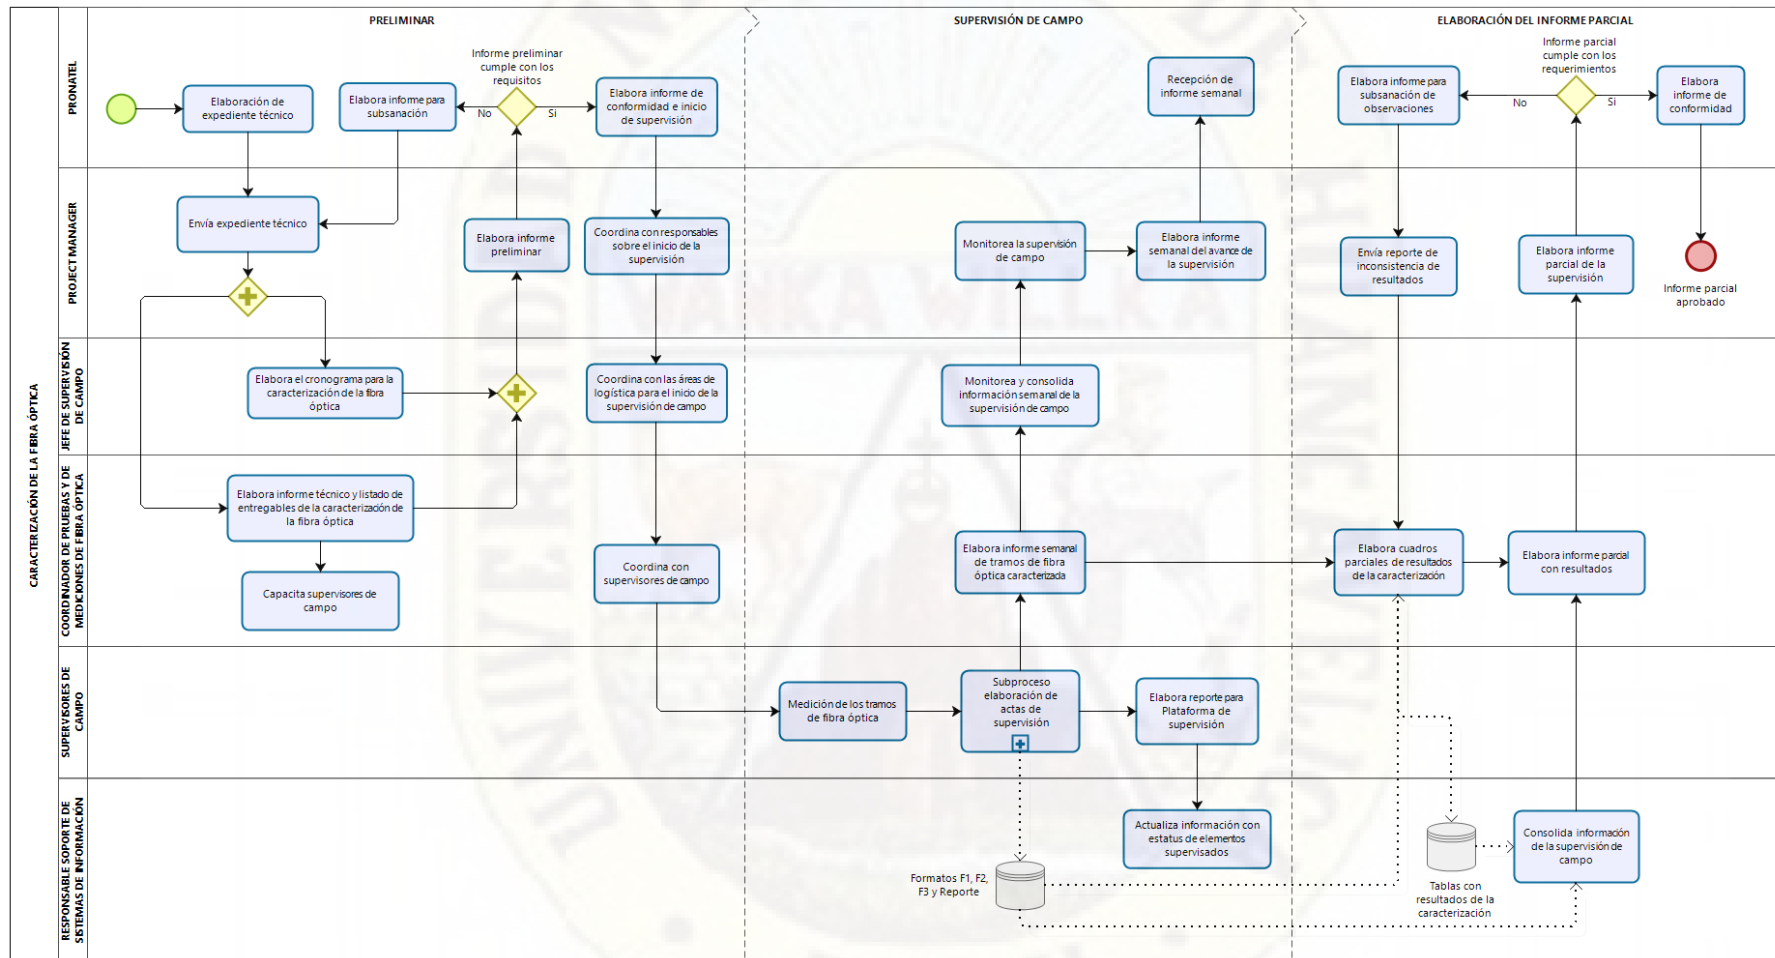 PRELIMINAR
SUPERVISIÓN DE CAMPO
ELABORACIÓN DEL INFORME PARCIAL
CARACTERIZACIÓN DE LA FIBRA ÓPTICA
PRONATEL
Elaboración de
expediente técnico
Elabora informe para
subsanación
Informe preliminar
cumple con los
requisitos
No
Si
Elabora informe de
conformidad e inicio
de supervisión
Recepción de
informe semanal
Elabora informe para
subsanación de
observaciones
Informe parcial
cumple con los
requerimientos
No
Si
Elabora
informe de
conformidad
PROJECT MANAGER
Envía expediente técnico
Elabora informe
preliminar
Coordina con responsables
sobre el inicio de la
supervisión
Monitorea la supervisión
de campo
Elabora informe
semanal del avance de
la supervisión
Envía reporte de
inconsistencia de
resultados
Elabora informe
parcial de la
supervisión
Informe parcial
aprobado
JEFE DE SUPERVISIÓN
DE CAMPO
Elabora el cronograma para la
caracterización de la fibra
óptica
Coordina con las áreas de
logística para el inicio de la
supervisión de campo
Monitorea y consolida
información semanal de la
supervisión de campo
COORDINADOR DE PRUEBAS Y DE
MEDICIONES DE FIBRA ÓPTICA
Elabora informe técnico y listado de
entregables de la caracterización de
la fibra óptica
Capacita supervisores de
campo
Coordina con
supervisores de campo
Elabora informe semanal
de tramos de fibra
óptica caracterizada
Elabora cuadros
parciales de resultados
de la caracterización
Elabora informe parcial
con resultados
SUPERVISORES DE
CAMPO
Medición de los tramos
de fibra óptica
Subproceso
elaboración de
actas de
supervisión
Elabora reporte para
Plataforma de
supervisión
RESPONSABLE SOPORTE DE
SISTEMAS DE INFORMACIÓN
Actualiza información con
estatus de elementos
supervisados
Formatos F1, F2,
F3 y Reporte
Tablas con
resultados de la
caracterización
Consolida información
de la supervisión de
campo